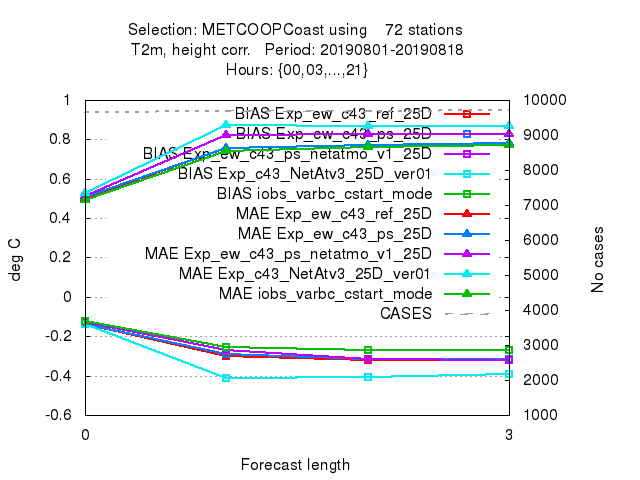 Selection: METCOOPCoast using    72 stations
T2m, height corr.   Period: 20190801-20190818
Hours: {00,03,...,21}
1
0.8
0.6
0.4
0.2
0
-0.2
-0.4
-0.6
deg C
BIAS Exp_ew_c43_ref_25D
BIAS Exp_ew_c43_ps_25D
BIAS Exp_ew_c43_ps_netatmo_v1_25D
BIAS Exp_c43_NetAtv3_25D_ver01
BIAS iobs_varbc_cstart_mode
MAE Exp_ew_c43_ref_25D
MAE Exp_ew_c43_ps_25D
MAE Exp_ew_c43_ps_netatmo_v1_25D
MAE Exp_c43_NetAtv3_25D_ver01
MAE iobs_varbc_cstart_mode
CASES
10000
9000
8000
7000
6000
5000
4000
3000
2000
1000
No cases
0
3
Forecast length